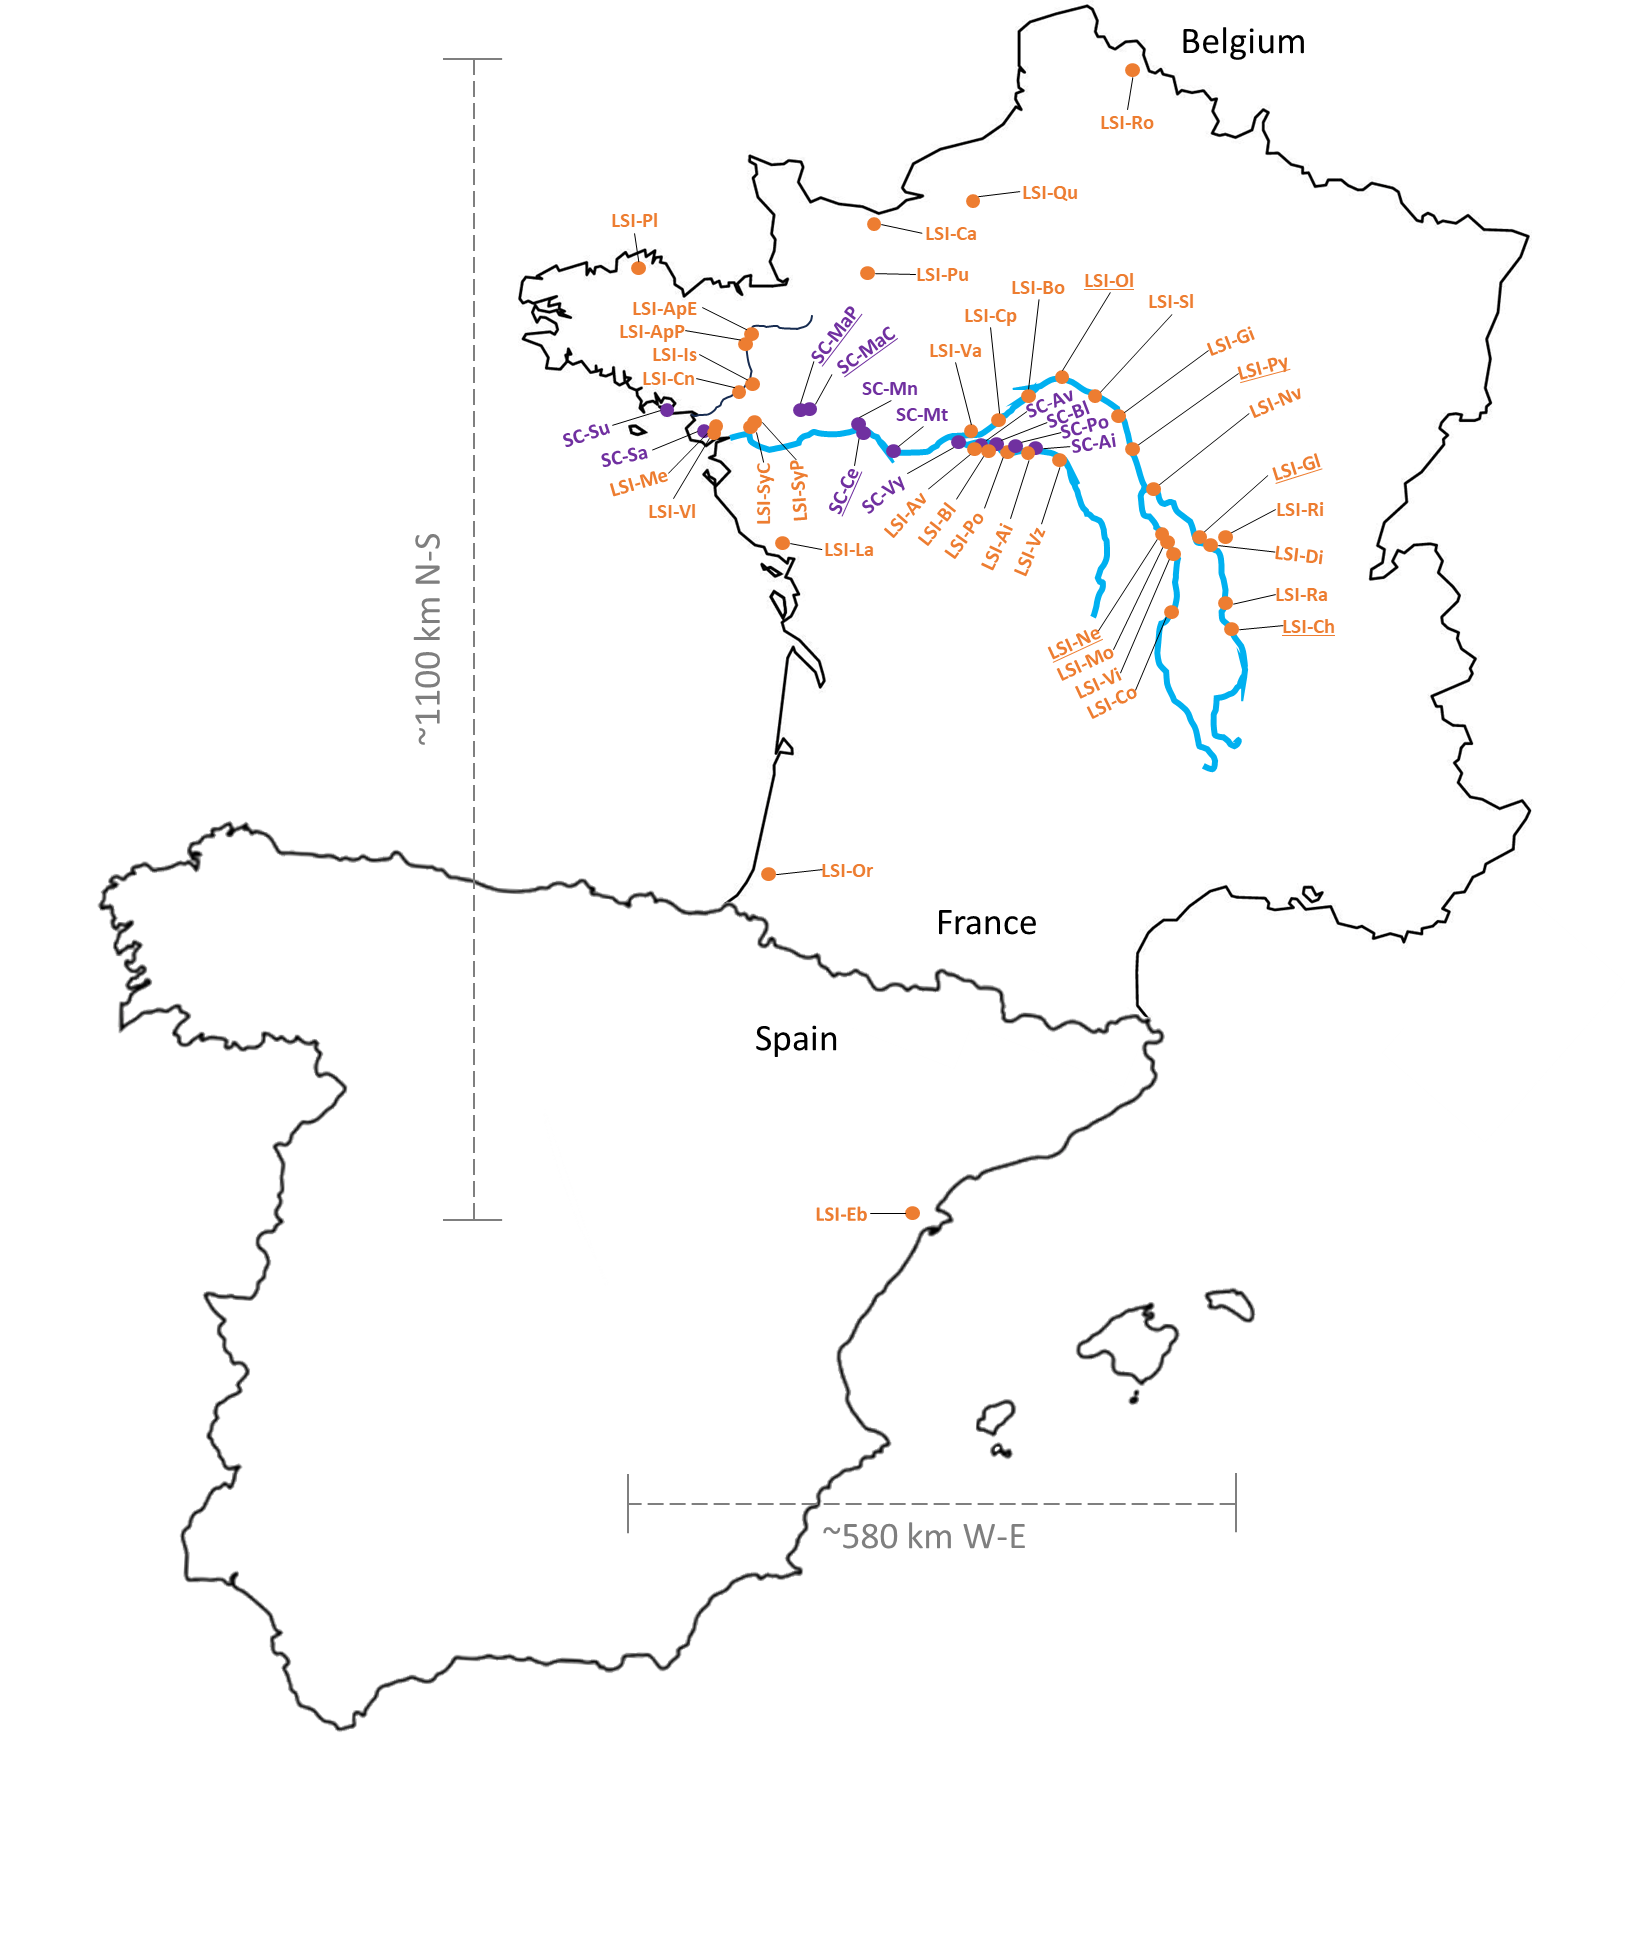 Belgium
LSI-Ro
LSI-Qu
LSI-Pl
LSI-Ca
LSI-Pu
LSI-Ol
LSI-Bo
LSI-Sl
LSI-ApE
LSI-Cp
LSI-ApP
SC-MaP
LSI-Gi
SC-MaC
LSI-Va
LSI-Is
LSI-Py
LSI-Cn
SC-Mn
LSI-Nv
SC-Av
SC-Mt
SC-Bl
SC-Po
SC-Su
SC-Ai
SC-Sa
LSI-Me
LSI-SyC
LSI-SyP
SC-Ce
SC-Vy
LSI-Gl
LSI-Vl
LSI-Ri
LSI-Av
LSI-Bl
LSI-Po
LSI-Ai
LSI-Vz
LSI-La
LSI-Di
LSI-Ra
LSI-Ch
LSI-Ne
LSI-Mo
LSI-Vi
LSI-Co
~1100 km N-S
LSI-Or
France
Spain
LSI-Eb
~580 km W-E